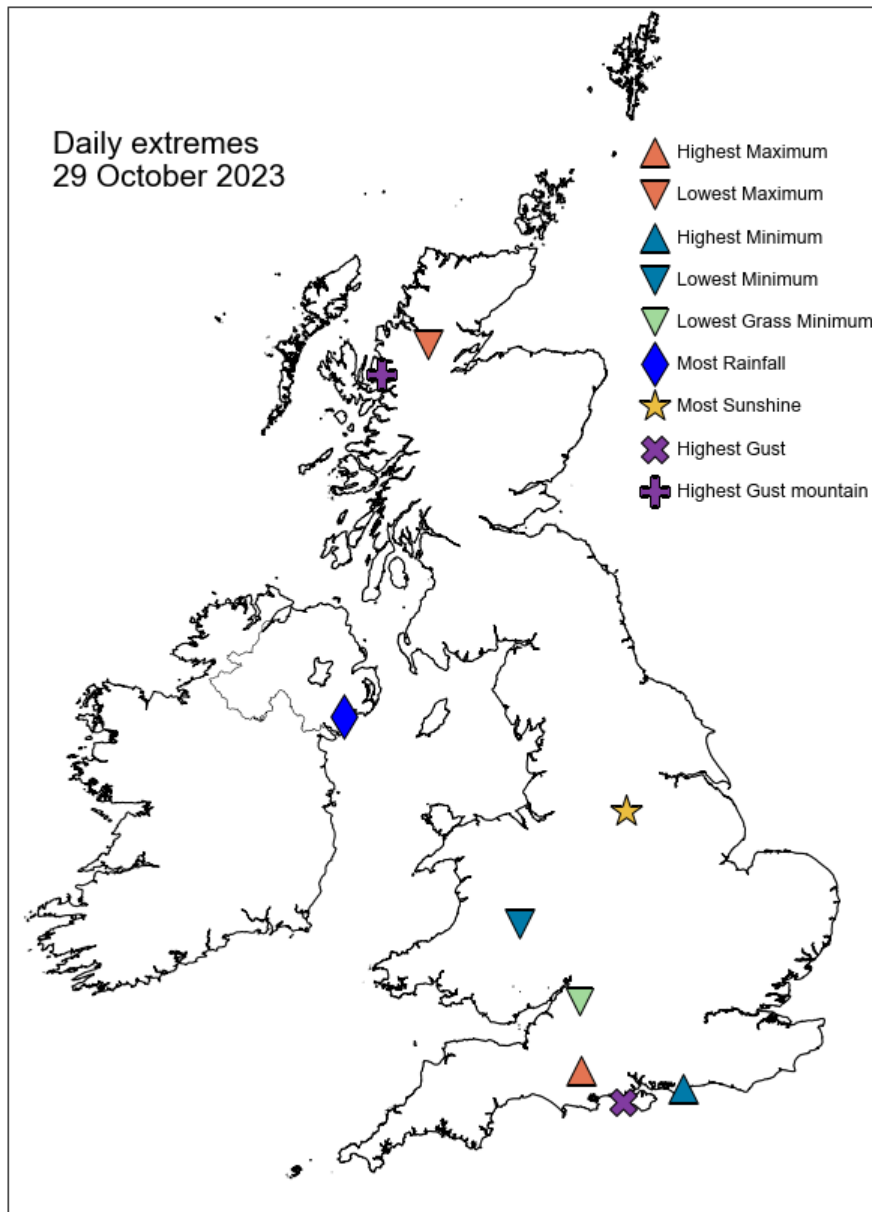 Daily extremes
29 October 2023
Highest Maximum
Lowest Maximum
Highest Minimum
Lowest Minimum
Lowest Grass Minimum
Most Rainfall
Most Sunshine
Highest Gust
Highest Gust mountain